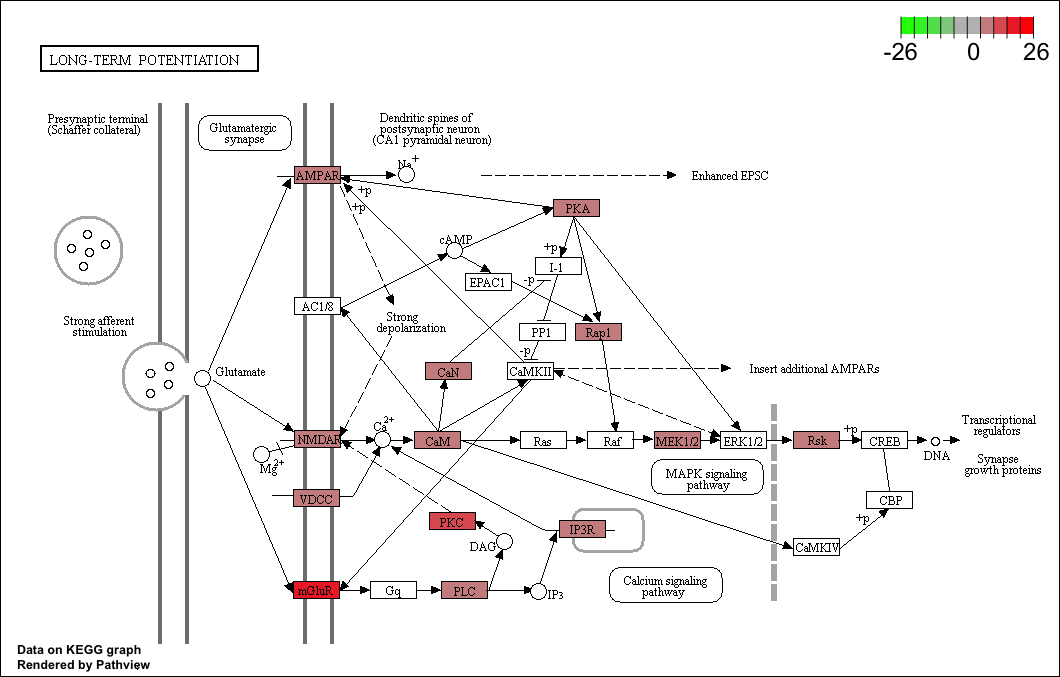 -26 0 26
LONG-TERM POTENTIATION
Presynaptic terminal
(Schaffer collateral)
Glutamatergic
synapse
Dendritic spines of
postsynaptic neuron
(CA1 pyramidal neuron)
Na+
AMPAR
+p
+p
Enhanced EPSC
PKA
cAMP
+p
I-1
EPAC1
-p
AC1/8
Strong
depolarization
Strong afferent
stimulation
PP1
Rap1
-p
CaN
CaMKII
Insert additional AMPARs
Glutamate
Ca2+
NMDAR
CaM
Ras
Raf
MEK1/2
ERK1/2
Rsk
+p
CREB
DNA
Transcriptional
regulators
Synapse
growth proteins
Mg2+
MAPK signaling
pathway
VDCC
CBP
PKC
IP3R
+p
DAG
CaMKIV
mGluR
Gq
PLC
IP3
Calcium signaling
pathway
Data on KEGG graph
Rendered by Pathview